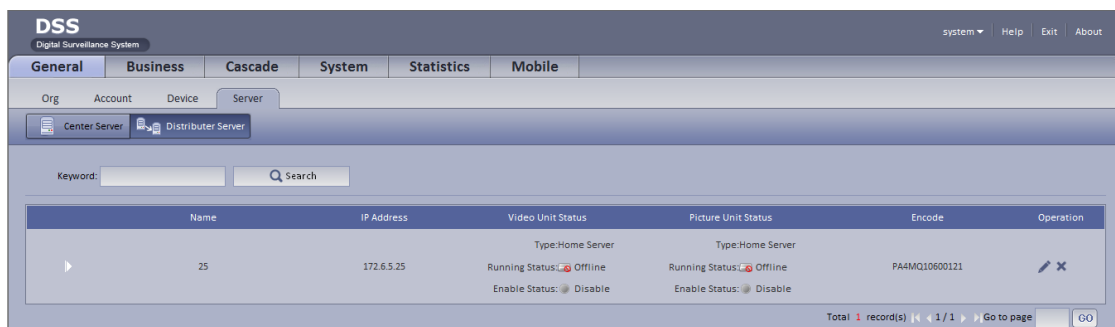 DSS
Digital Surveillance System
system Help Exit About
General Business Cascade System Statistics Mobile
Org Account Device Server
Center Server Distributer Server
Keyword: Search
Name IP Address Video Unit Status Picture Unit Status Encode Operation
Type:Home Server Type:Home Server
25 172.6.5.25 Running Status: Offline Running Status: Offline PA4MQ10600121
Enable Status: Disable Enable Status: Disable
Total 1 record(s) 1/1 Go to page GO